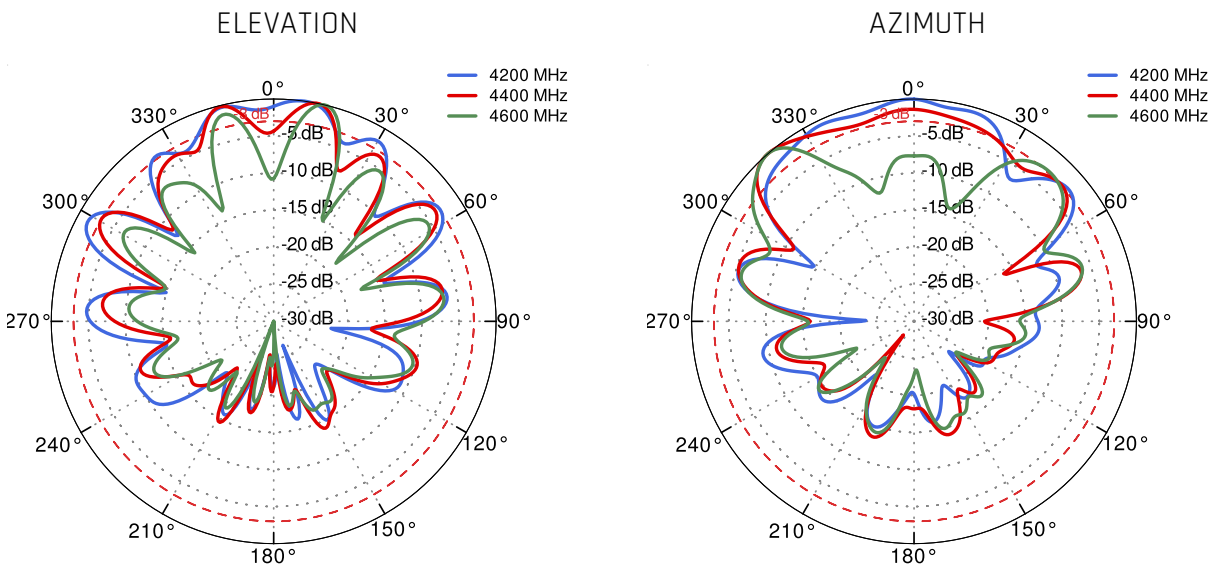 ELEVATION
4200 MHz
4400 MHz
4600 MHz
0°
330°
30°
-3 dB
-5 dB
-10 dB
300°
60°
-15 dB
-20 dB
-25 dB
270°
-30 dB
90°
240°
120°
210°
150°
180°
AZIMUTH
4200 MHz
4400 MHz
4600 MHz
0°
330°
30°
-3 dB
-5 dB
-10 dB
300°
60°
-15 dB
-20 dB
-25 dB
270°
-30 dB
90°
240°
120°
210°
150°
180°